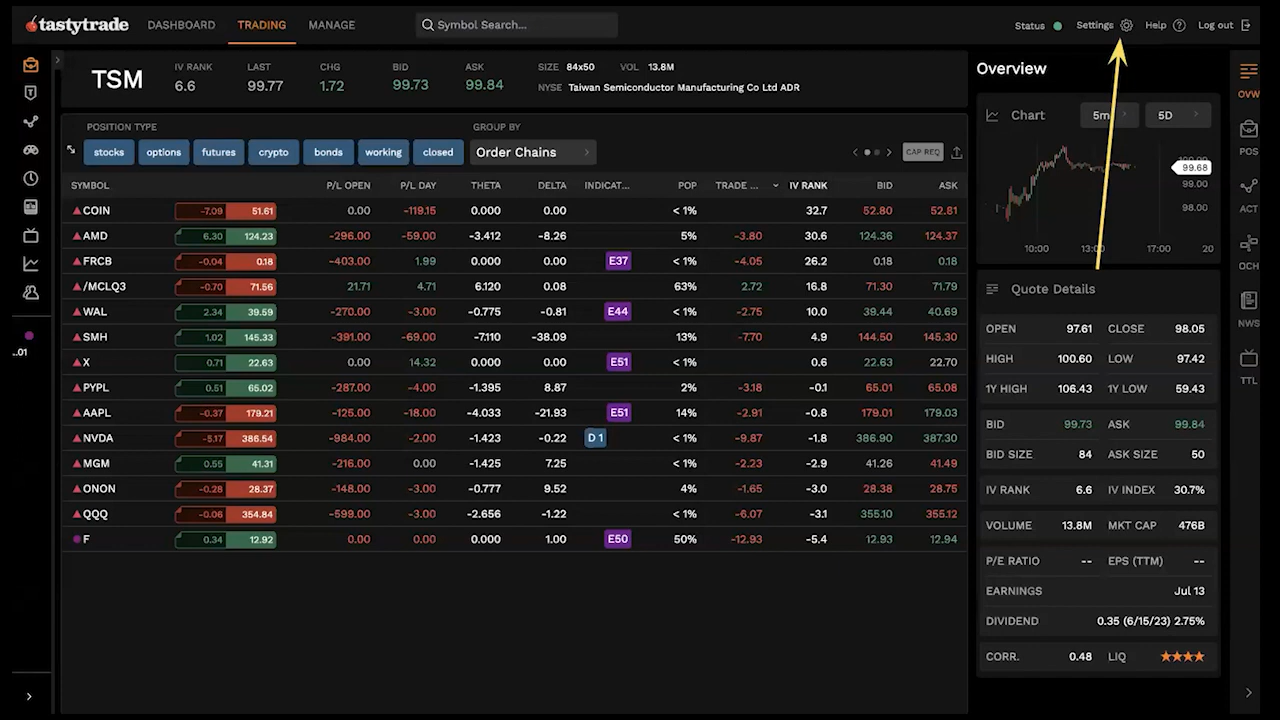 tastytrade DASHBOARD TRADING MANAGE Symbol Search... Status Settings Help ? Log out
TSM
IV RANK LAST CHG BID ASK SIZE 84x50 VOL 13.8M
6.6 99.77 1.72 99.73 99.84 NYSE Taiwan Semiconductor Manufacturing Co Ltd ADR
POSITION TYPE GROUP BY
stocks options futures crypto bonds working closed Order Chains CAP REQ
SYMBOL P/L OPEN P/L DAY THETA DELTA INDICAT... POP TRADE ... IV RANK BID ASK
COIN -7.09 51.61 0.00 -119.15 0.000 0.00 < 1% 32.7 52.80 52.81
AMD 6.30 124.23 -296.00 -59.00 -3.412 -8.26 5% -3.80 30.6 124.36 124.37
FRCB -0.04 0.18 -403.00 1.99 0.000 0.00 E37 < 1% -4.05 26.2 0.18 0.18
/MCLQ3 -0.70 71.56 21.71 4.71 6.120 0.08 63% 2.72 16.8 71.30 71.79
WAL 2.34 39.59 -270.00 -3.00 -0.775 -0.81 E44 < 1% -2.75 10.0 39.44 40.69
SMH 1.02 145.33 -391.00 -69.00 -7.110 -38.09 13% -7.70 4.9 144.50 145.30
X 0.71 22.63 0.00 14.32 0.000 0.00 E51 < 1% 0.6 22.63 22.70
PYPL 0.51 65.02 -287.00 -4.00 -1.395 8.87 2% -3.18 -0.1 65.01 65.08
AAPL -0.37 179.21 -125.00 -18.00 -4.033 -21.93 E51 14% -2.91 -0.8 179.01 179.03
NVDA -5.17 386.54 -984.00 -2.00 -1.423 -0.22 D 1 < 1% -9.87 -1.8 386.90 387.30
MGM 0.55 41.31 -216.00 0.00 -1.425 7.25 < 1% -2.23 -2.9 41.26 41.49
ONON -0.28 28.37 -148.00 -3.00 -0.777 9.52 4% -1.65 -3.0 28.38 28.75
QQQ -0.06 354.84 -599.00 -3.00 -2.656 -1.22 < 1% -6.07 -3.1 355.10 355.12
F 0.34 12.92 0.00 0.00 0.000 1.00 E50 50% -12.93 -5.4 12.93 12.94
..01
Overview
Chart 5m 5D
99.68
99.00
98.00
10:00 13:00 17:00 20
Quote Details
OPEN 97.61 CLOSE 98.05
HIGH 100.60 LOW 97.42
1Y HIGH 106.43 1Y LOW 59.43
BID 99.73 ASK 99.84
BID SIZE 84 ASK SIZE 50
IV RANK 6.6 IV INDEX 30.7%
VOLUME 13.8M MKT CAP 476B
P/E RATIO -- EPS (TTM) --
EARNINGS Jul 13
DIVIDEND 0.35 (6/15/23) 2.75%
CORR. 0.48 LIQ
OVW
POS
ACT
OCH
NWS
TTL